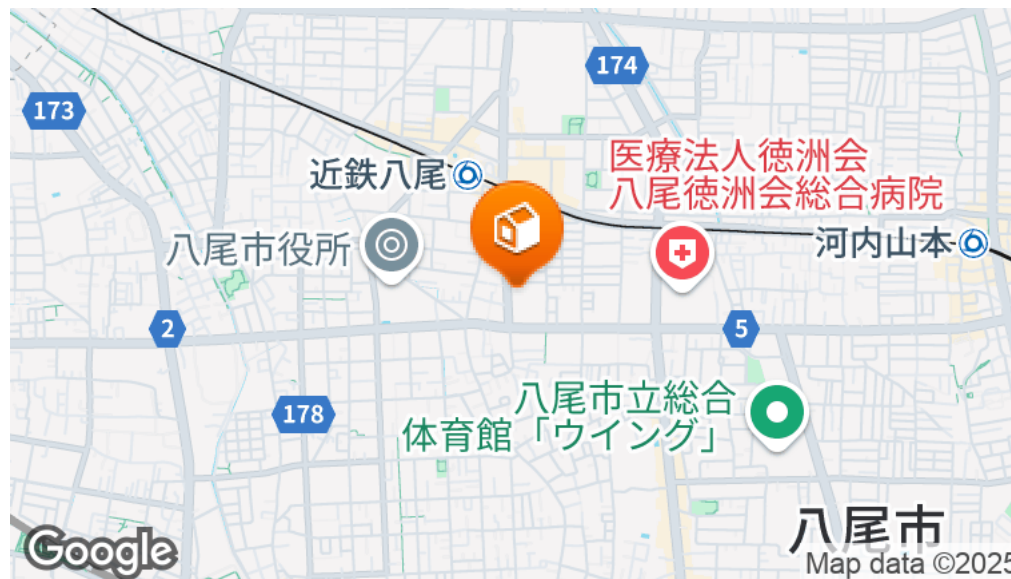 174
173
医療法人徳洲会
八尾徳洲会総合病院
近鉄八尾
八尾市役所
河内山本
2
5
178
八尾市立総合
体育館「ウイング」
八尾市
Google
Map data ©2025